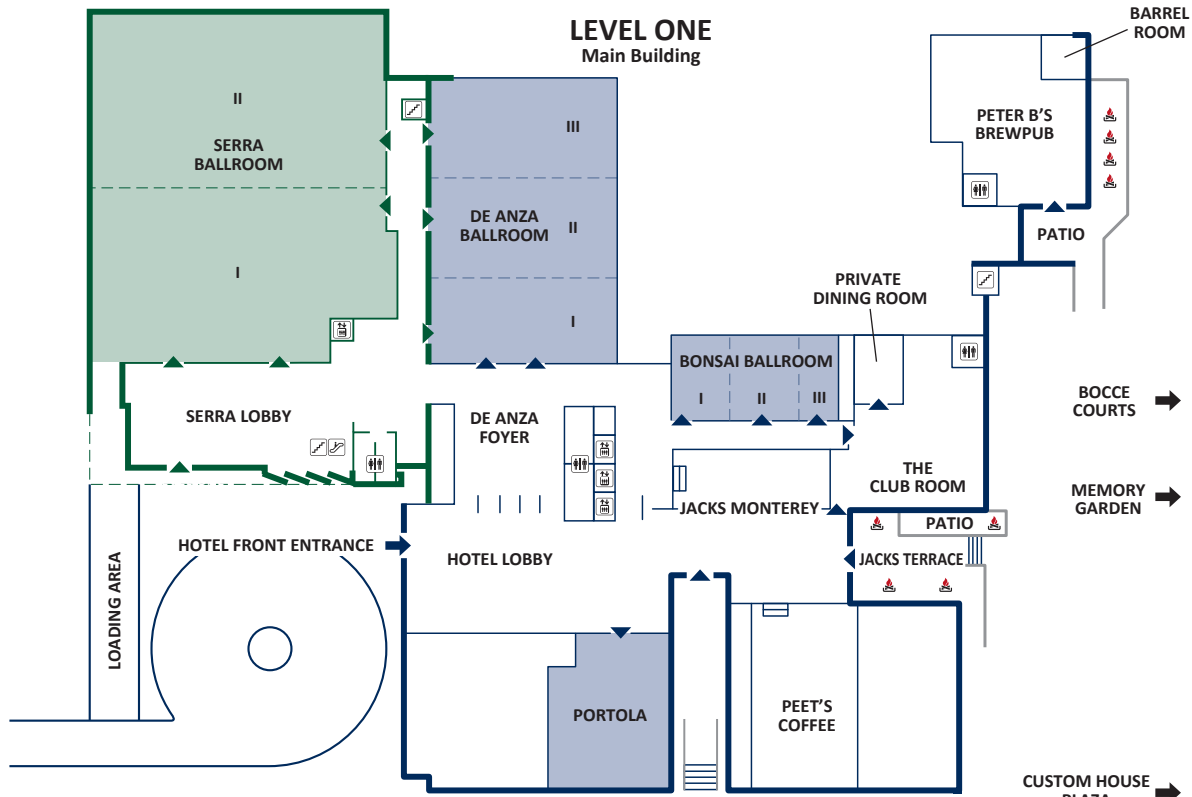 LEVEL ONE
Main Building
BARREL
ROOM
II
SERRA
BALLROOM
I
III
DE ANZA
BALLROOM
II
I
PETER B'S
BREWPUB
PATIO
PRIVATE
DINING ROOM
BONSAI BALLROOM
I
II
III
BOCCE
COURTS
SERRA LOBBY
DE ANZA
FOYER
THE
CLUB ROOM
MEMORY
GARDEN
JACKS MONTEREY
PATIO
HOTEL FRONT ENTRANCE
HOTEL LOBBY
JACKS TERRACE
LOADING AREA
PORTOLA
PEET'S
COFFEE
CUSTOM HOUSE
PLAZA